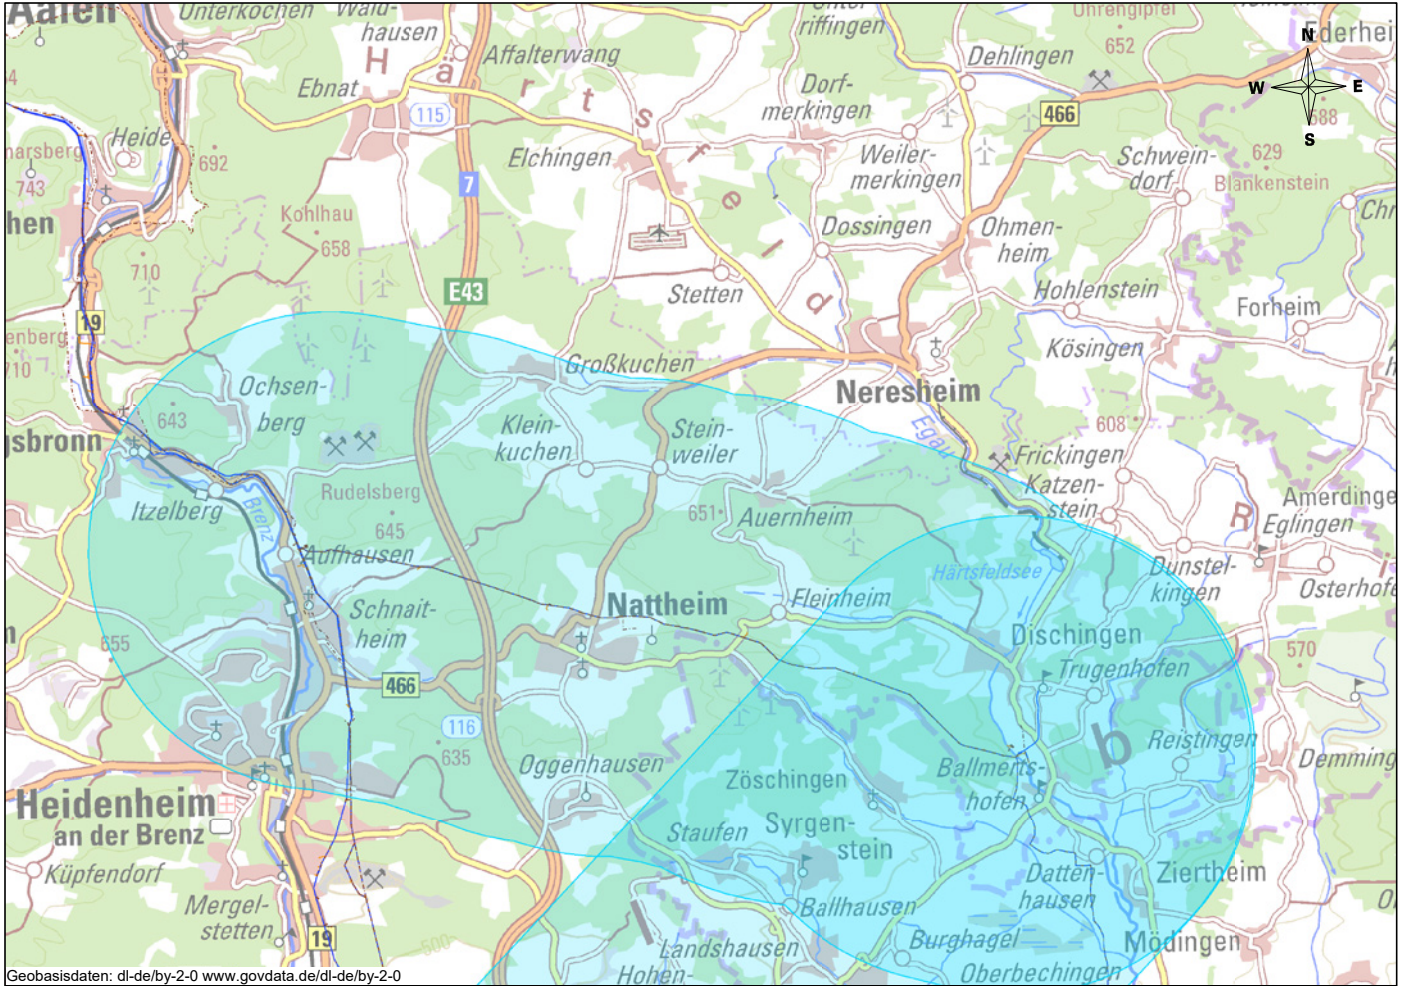 Aalen
Unterkochen
Wald-
hausen
Affalterwang
Ebnat
H ä r t s f e l d
115
Unter-
riffingen
Dorf-
merkingen
Dehlingen
Ohrengipfel
652
466
N
W E
S
688
Heide
692
743
7
Elchingen
Weiler-
merkingen
Schwein-
dorf
629
Blankenstein
Kohlhau
658
710
E43
Dossingen
Ohmen-
heim
Stetten
Hohlenstein
Forheim
19
Kösingen
Großkuchen
Neresheim
Ochsen-
berg
643
Klein-
kuchen
Stein-
weiler
Egau
608
Frickingen
Katzen-
stein
Itzelberg
Brenz
Rudelsberg
645
651
Auernheim
R
Eglingen
Aufhausen
Härtsfeldsee
Dunstel-
kingen
Nattheim
Fleinheim
Schnait-
heim
655
Dischingen
Trugenhofen
570
466
116
635
Oggenhausen
Zöschingen
Ballmerts-
hofen
b
Reistingen
Heidenheim
an der Brenz
Staufen
Syrgen-
stein
Küpfendorf
Datten-
hausen
Ziertheim
Mergel-
stetten
19
500
Ballhausen
Landshausen
Burghagel
Mödingen
Hohen-
Oberbechingen
Geobasisdaten: dl-de/by-2-0 www.govdata.de/dl-de/by-2-0